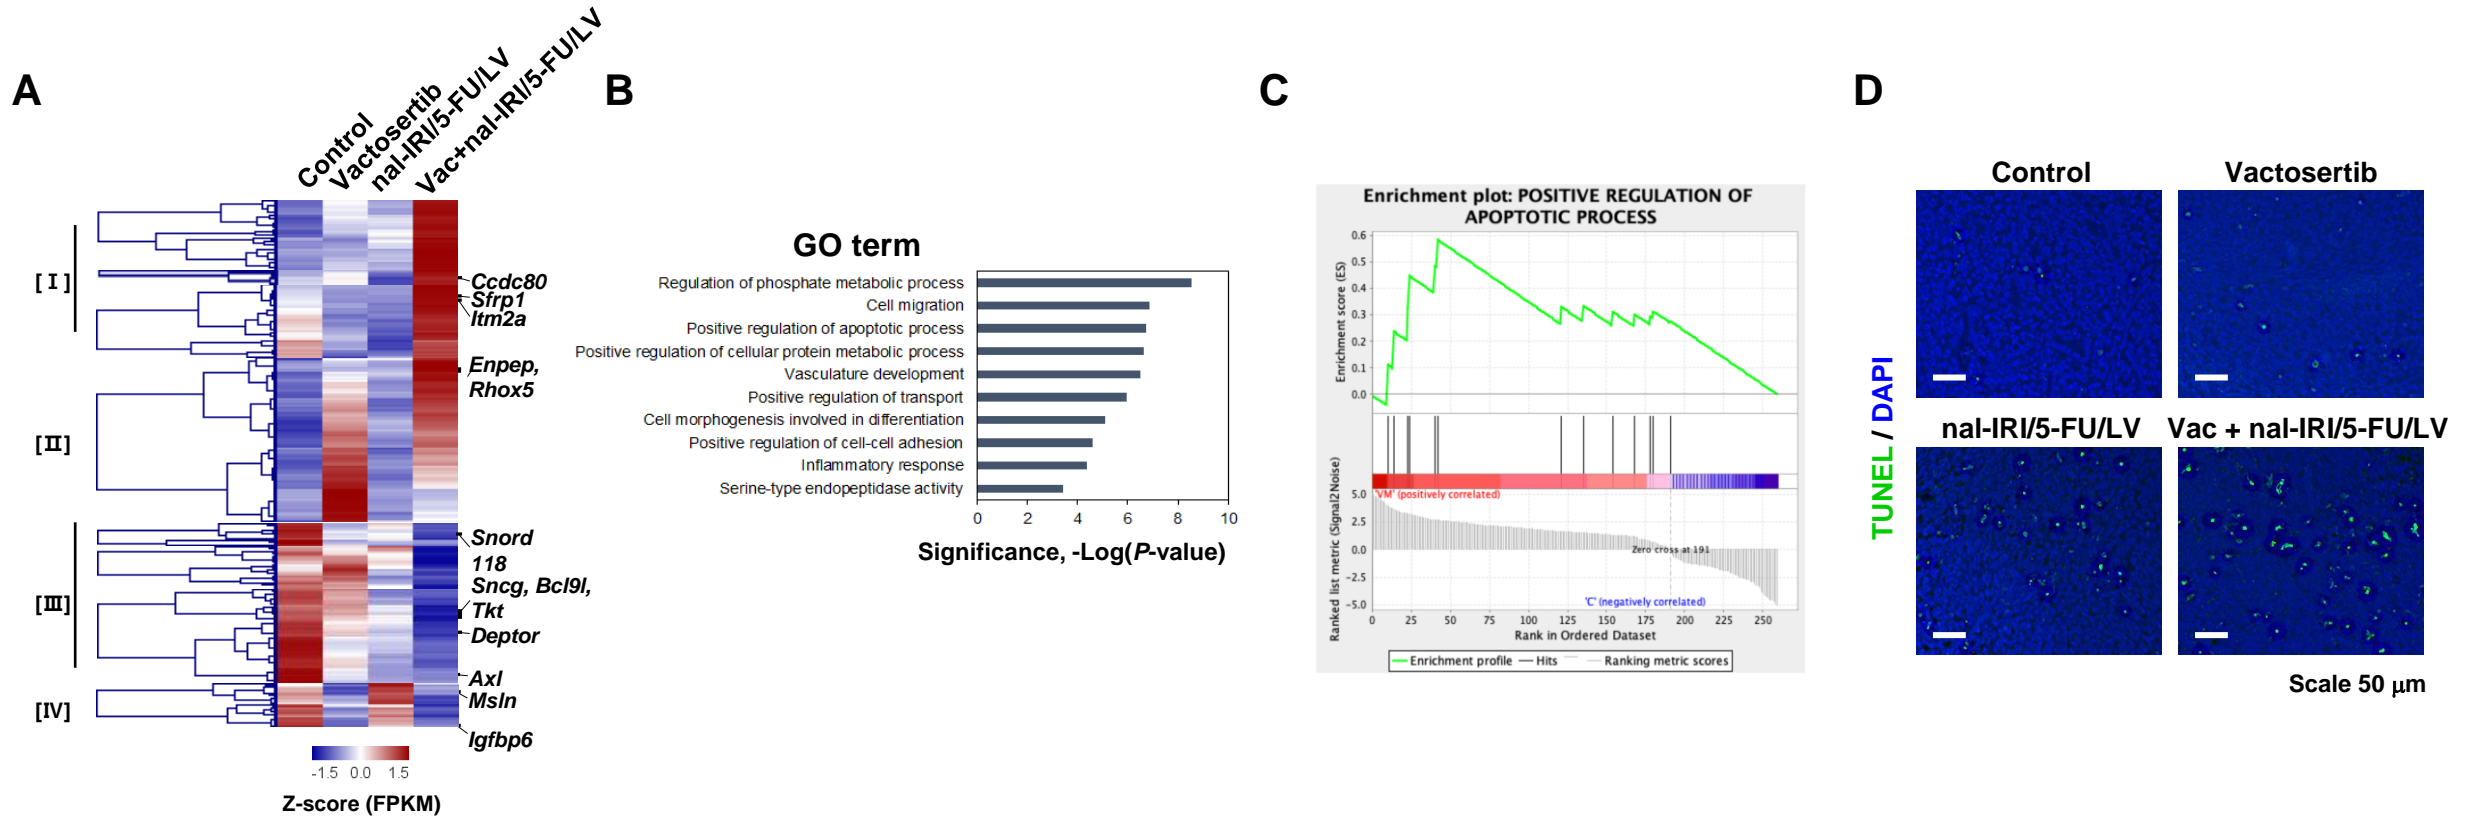 A
Control
Vactosertib
nal-IRI/5-FU/LV
Vac+nal-IRI/5-FU/LV
[I]
[II]
[III]
[IV]
Ccdc80
Sfrp1
Itm2a
Enpep,
Rhox5
Snord
118
Sncg, Bcl9l,
Tkt
Deptor
Axl
Msln
Igfbp6
-1.5 0.0 1.5
Z-score (FPKM)
B
GO term
Regulation of phosphate metabolic process
Cell migration
Positive regulation of apoptotic process
Positive regulation of cellular protein metabolic process
Vasculature development
Positive regulation of transport
Cell morphogenesis involved in differentiation
Positive regulation of cell-cell adhesion
Inflammatory response
Serine-type endopeptidase activity
0 2 4 6 8 10
Significance, -Log(P-value)
C
Enrichment plot: POSITIVE REGULATION OF
APOPTOTIC PROCESS
Enrichment score (ES)
0.6
0.5
0.4
0.3
0.2
0.1
0.0
Ranked list metric (Signal2Noise)
5.0
2.5
0.0
-2.5
-5.0
'VM' (positively correlated)
Zero cross at 191
'C' (negatively correlated)
0 25 50 75 100 125 150 175 200 225 250
Rank in Ordered Dataset
Enrichment profile Hits Ranking metric scores
D
TUNEL / DAPI
Control
Vactosertib
nal-IRI/5-FU/LV
Vac + nal-IRI/5-FU/LV
Scale 50 μm